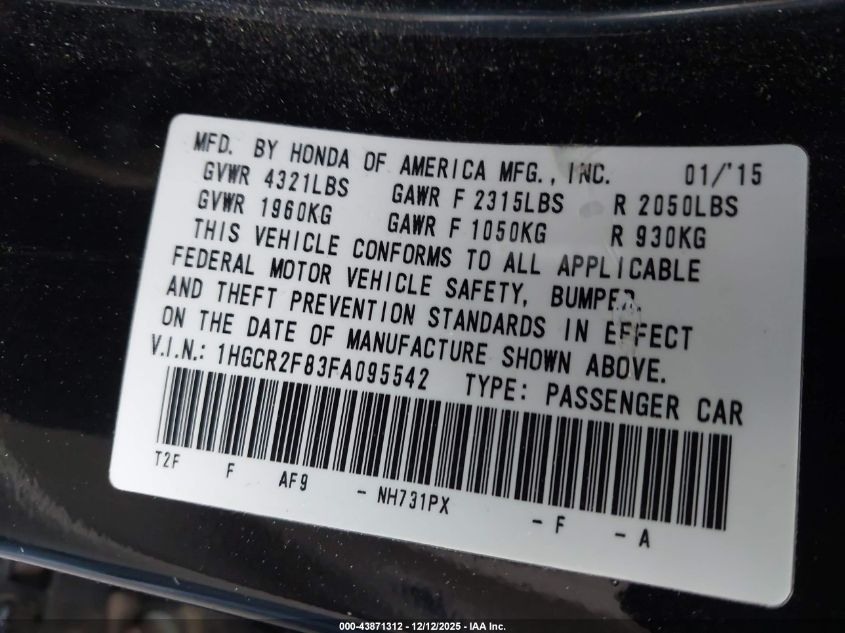 MFD. BY HONDA OF AMERICA MFG., INC. 01/'15
GVWR 4321LBS GAWR F 2315LBS R 2050LBS
GVWR 1960KG GAWR F 1050KG R 930KG
THIS VEHICLE CONFORMS TO ALL APPLICABLE
FEDERAL MOTOR VEHICLE SAFETY, BUMPER,
AND THEFT PREVENTION STANDARDS IN EFFECT
ON THE DATE OF MANUFACTURE SHOWN ABOVE.
V.I.N.: 1HGCR2F83FA095542 TYPE: PASSENGER CAR
T2F F AF9 - NH731PX - F - A
000-43871312 - 12/12/2025 - IAA Inc.